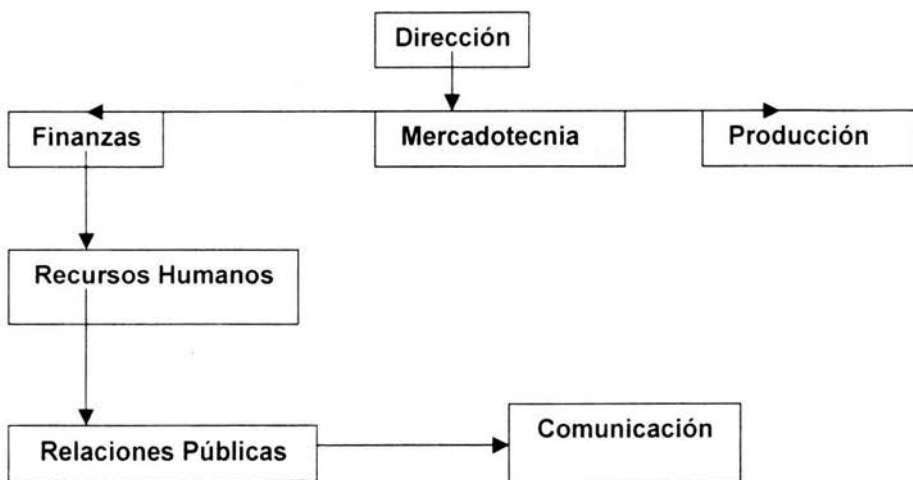 Dirección
Finanzas
Mercadotecnia
Producción
Recursos Humanos
Relaciones Públicas
Comunicación